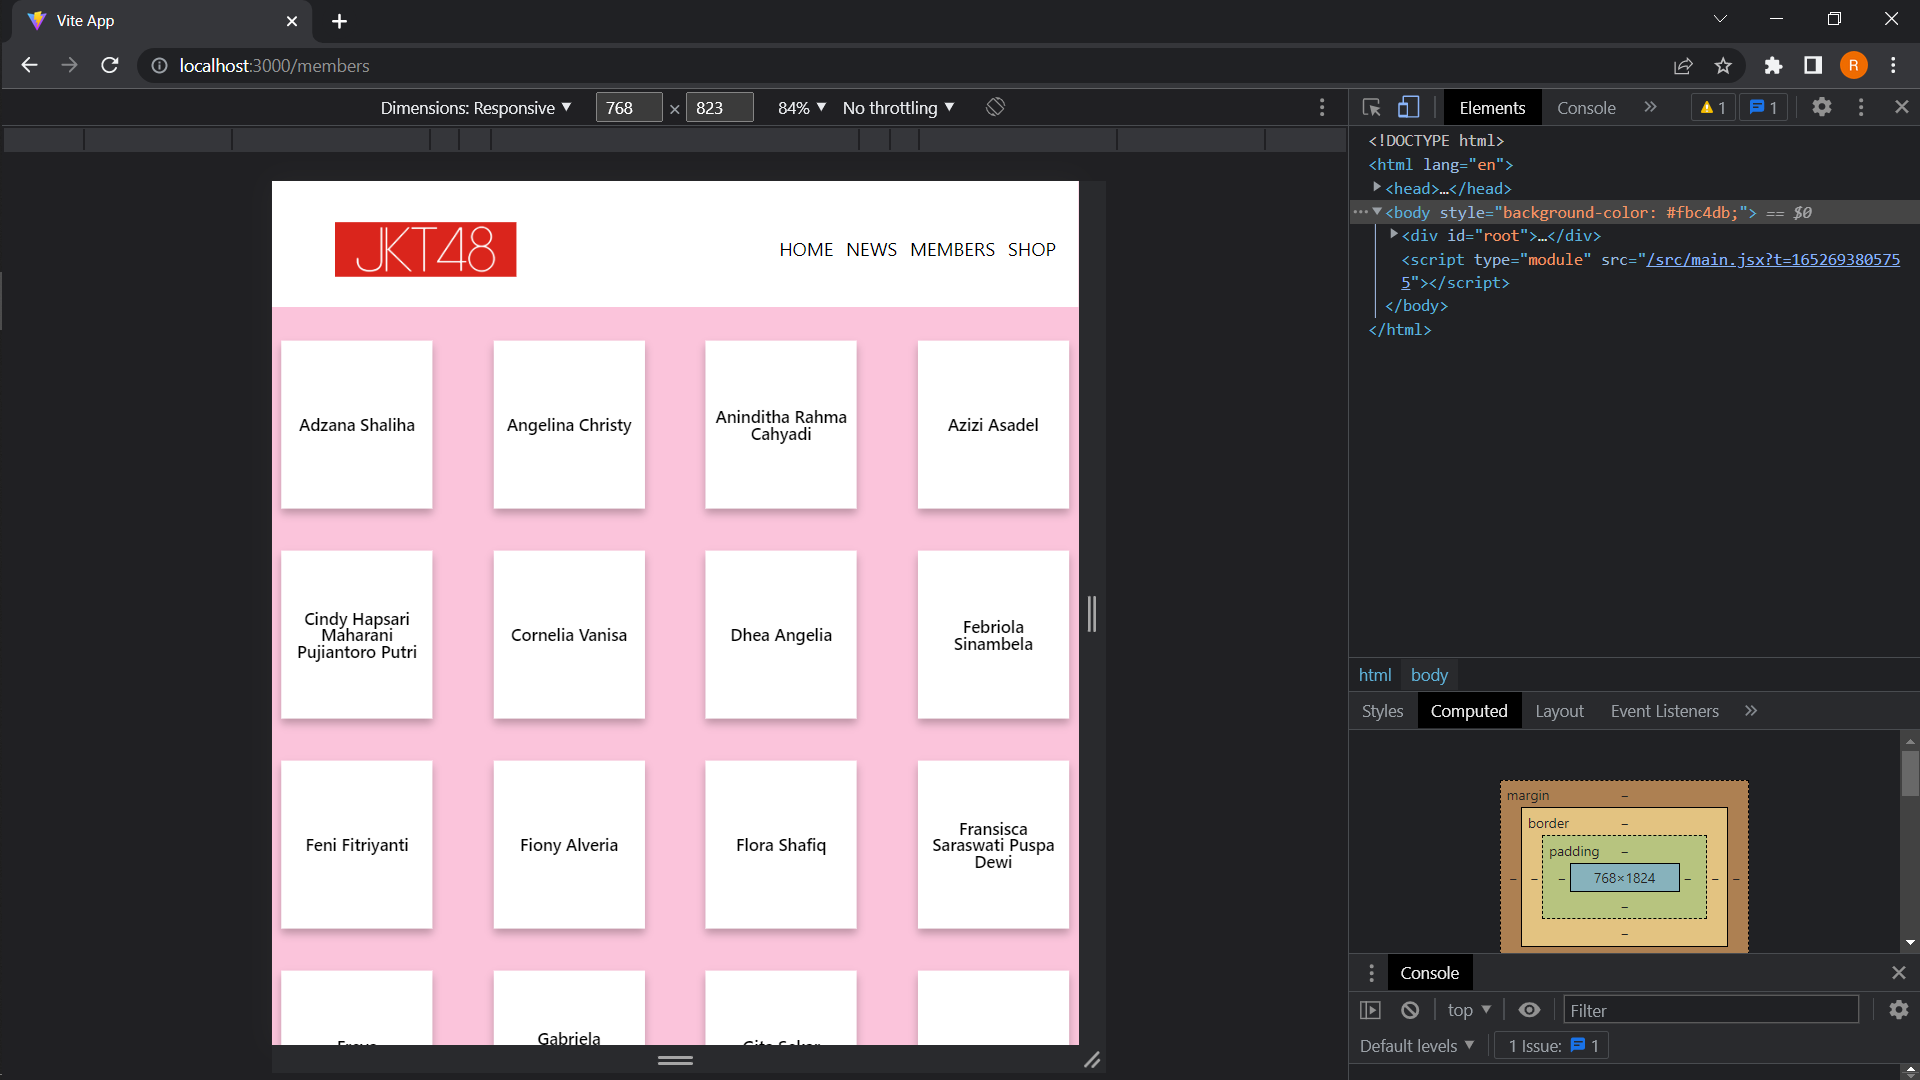 Vite App
localhost:3000/members
R
Dimensions: Responsive
768
×
823
84%
No throttling
Elements
Console
1
1
<!DOCTYPE html>
<html lang="en">
<head>…</head>
<body style="background-color: #fbc4db;"> == $0
<div id="root">…</div>
<script type="module" src="/src/main.jsx?t=165269380575
5"></script>
</body>
</html>
JKT48
HOME
NEWS
MEMBERS
SHOP
Adzana Shaliha
Angelina Christy
Aninditha Rahma
Cahyadi
Azizi Asadel
Cindy Hapsari
Maharani
Pujiantoro Putri
Cornelia Vanisa
Dhea Angelia
Febriola
Sinambela
Feni Fitriyanti
Fiony Alveria
Flora Shafiq
Fransisca
Saraswati Puspa
Dewi
Gabriela
html
body
Styles
Computed
Layout
Event Listeners
margin
border
padding
768×1824
Console
top
Filter
Default levels
1 Issue:
1